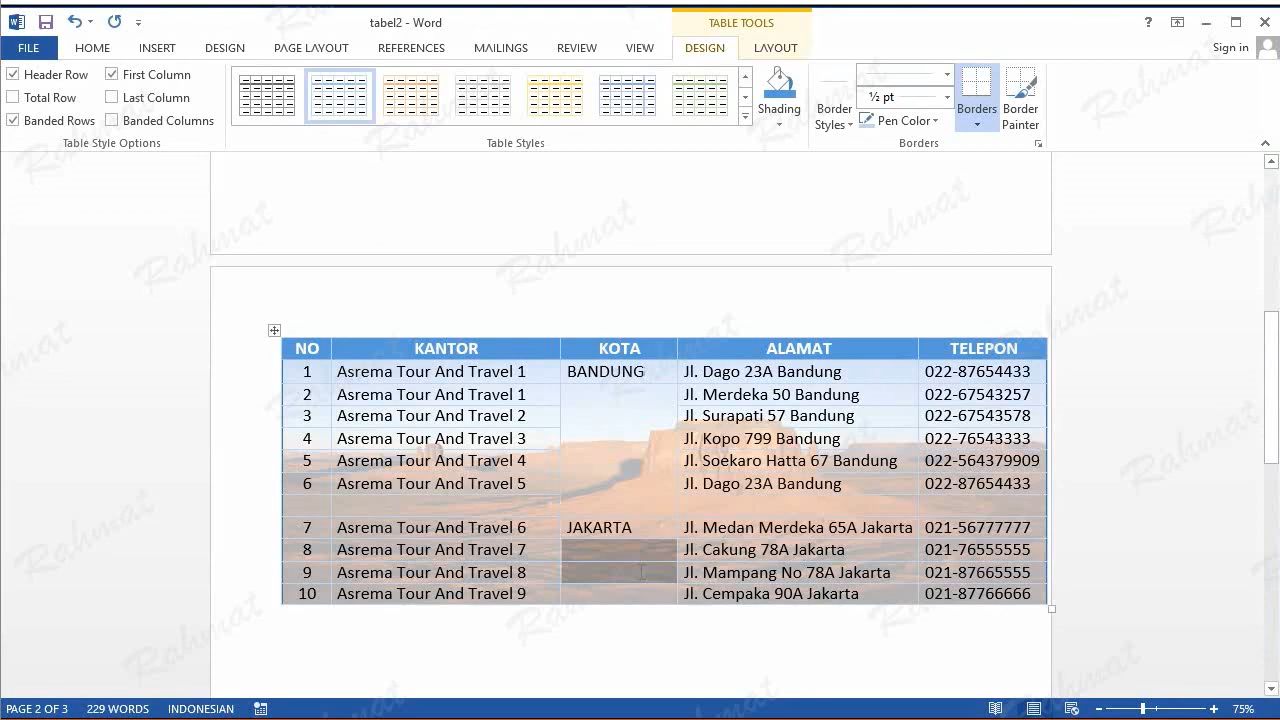 tabel2 - Word
TABLE TOOLS
?
FILE HOME INSERT DESIGN PAGE LAYOUT REFERENCES MAILINGS REVIEW VIEW DESIGN LAYOUT Sign in
Header Row First Column
Total Row Last Column
Banded Rows Banded Columns
Table Style Options
Table Styles
Shading
Border Styles
½ pt
Pen Color
Borders
Border Painter
Borders
NO KANTOR KOTA ALAMAT TELEPON
1 Asrema Tour And Travel 1 BANDUNG Jl. Dago 23A Bandung 022-87654433
2 Asrema Tour And Travel 1 Jl. Merdeka 50 Bandung 022-67543257
3 Asrema Tour And Travel 2 Jl. Surapati 57 Bandung 022-67543578
4 Asrema Tour And Travel 3 Jl. Kopo 799 Bandung 022-76543333
5 Asrema Tour And Travel 4 Jl. Soekaro Hatta 67 Bandung 022-564379909
6 Asrema Tour And Travel 5 Jl. Dago 23A Bandung 022-87654433
7 Asrema Tour And Travel 6 JAKARTA Jl. Medan Merdeka 65A Jakarta 021-56777777
8 Asrema Tour And Travel 7 Jl. Cakung 78A Jakarta 021-76555555
9 Asrema Tour And Travel 8 Jl. Mampang No 78A Jakarta 021-87665555
10 Asrema Tour And Travel 9 Jl. Cempaka 90A Jakarta 021-87766666
Rahmat
PAGE 2 OF 3 229 WORDS INDONESIAN 75%